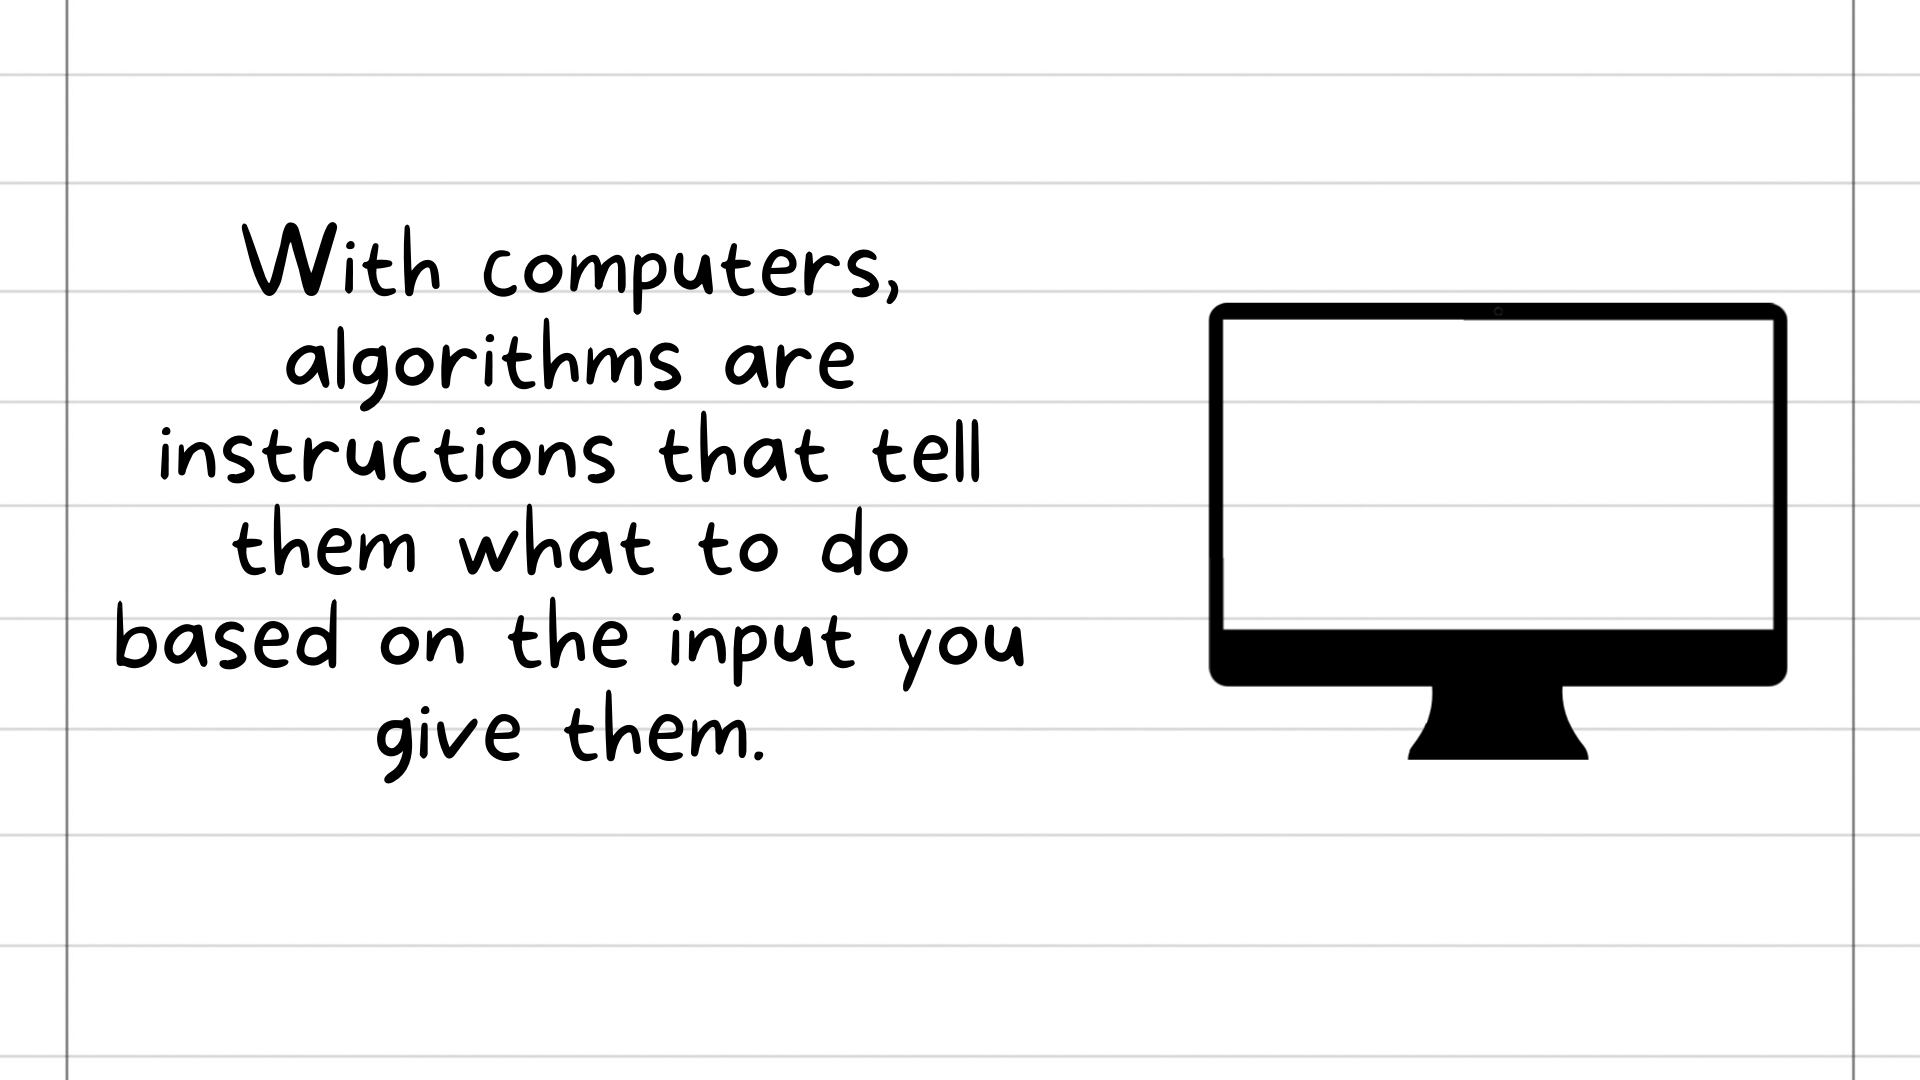 With computers,
algorithms are
instructions that tell
them what to do
based on the input you
give them.